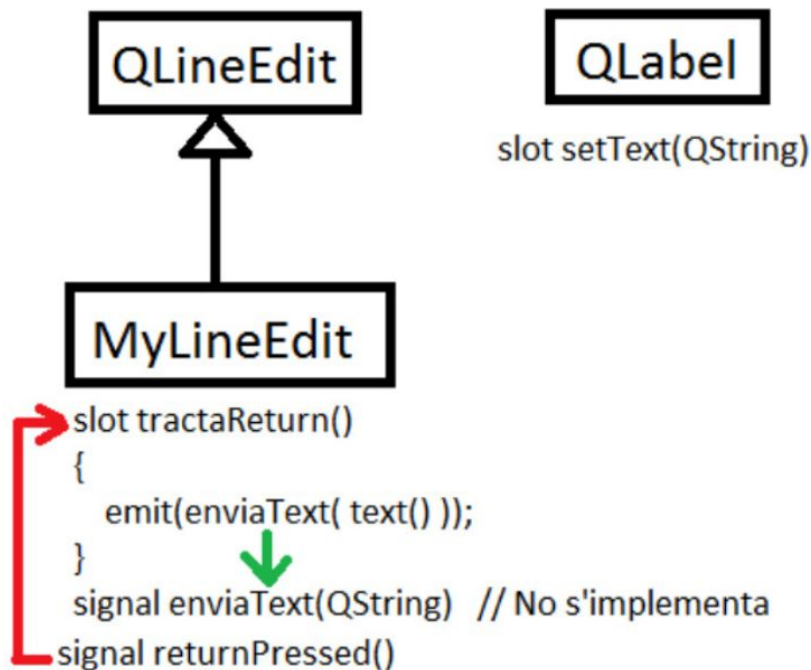 QLineEdit
QLabel
slot setText(QString)
MyLineEdit
slot tractaReturn()
{
emit(enviaText( text() ));
}
signal enviaText(QString) // No s'implementa
signal returnPressed()